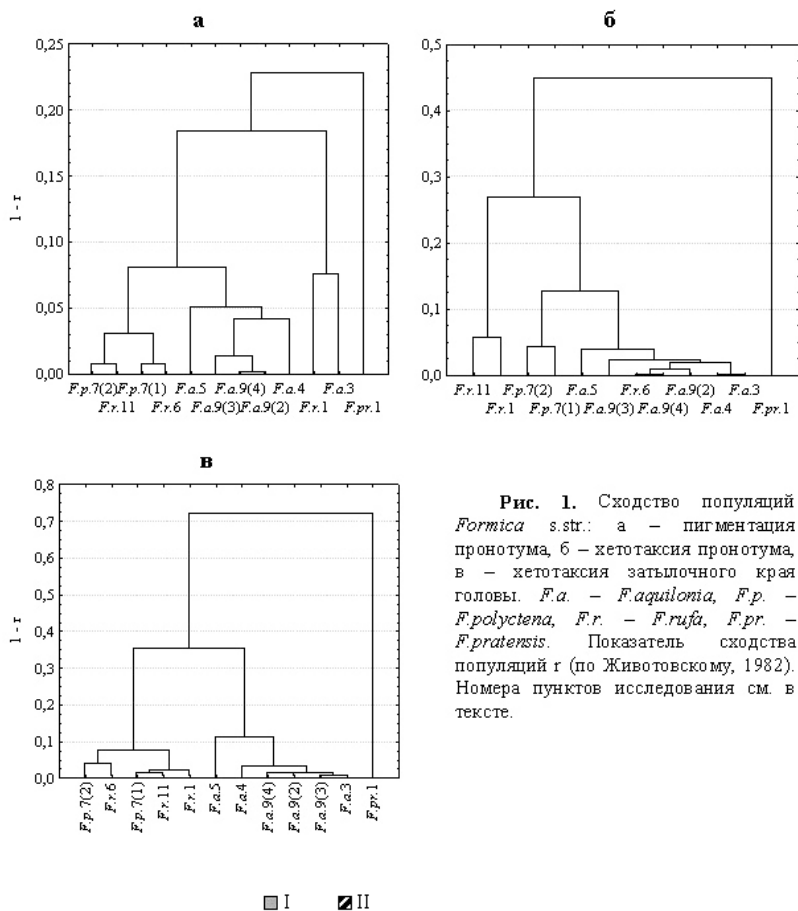 а
0,25
0,20
0,15
0,10
0,05
0,00
1 - r
F.p.7(2) F.p.7(1) F.a.5 F.a.9(4) F.a.4 F.a.3
F.r.11 F.r.6 F.a.9(3) F.a.9(2) F.r.1 F.pr.1
б
0,5
0,4
0,3
0,2
0,1
0,0
F.r.11 F.p.7(2) F.a.5 F.r.6 F.a.9(2) F.a.3
F.r.1 F.p.7(1) F.a.9(3) F.a.9(4) F.a.4 F.pr.1
в
0,8
0,7
0,6
0,5
0,4
0,3
0,2
0,1
0,0
1 - r
F.p.7(2)
F.r.6
F.p.7(1)
F.r.11
F.r.1
F.a.5
F.a.4
F.a.9(4)
F.a.9(2)
F.a.9(3)
F.a.3
F.pr.1
Рис. 1. Сходство популяций
Formica s.str.: а – пигментация
пронотума, б – хетотаксия пронотума,
в – хетотаксия затылочного края
головы. F.a. – F.aquilonia, F.p. –
F.polyctena, F.r. – F.rufa, F.pr. –
F.pratensis. Показатель сходства
популяций r (по Животовскому, 1982).
Номера пунктов исследования см. в
тексте.
I II